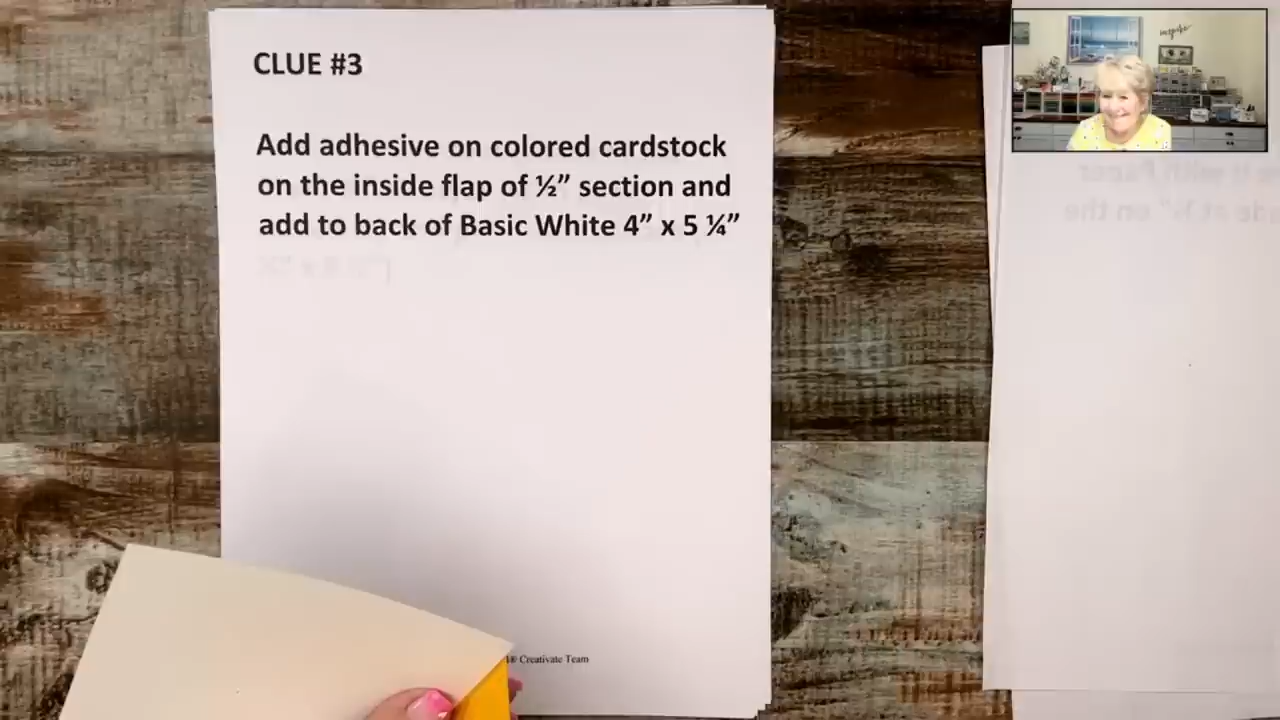 CLUE #3
Add adhesive on colored cardstock
on the inside flap of ½” section and
add to back of Basic White 4” x 5 ¼”
® Creativate Team
inspire